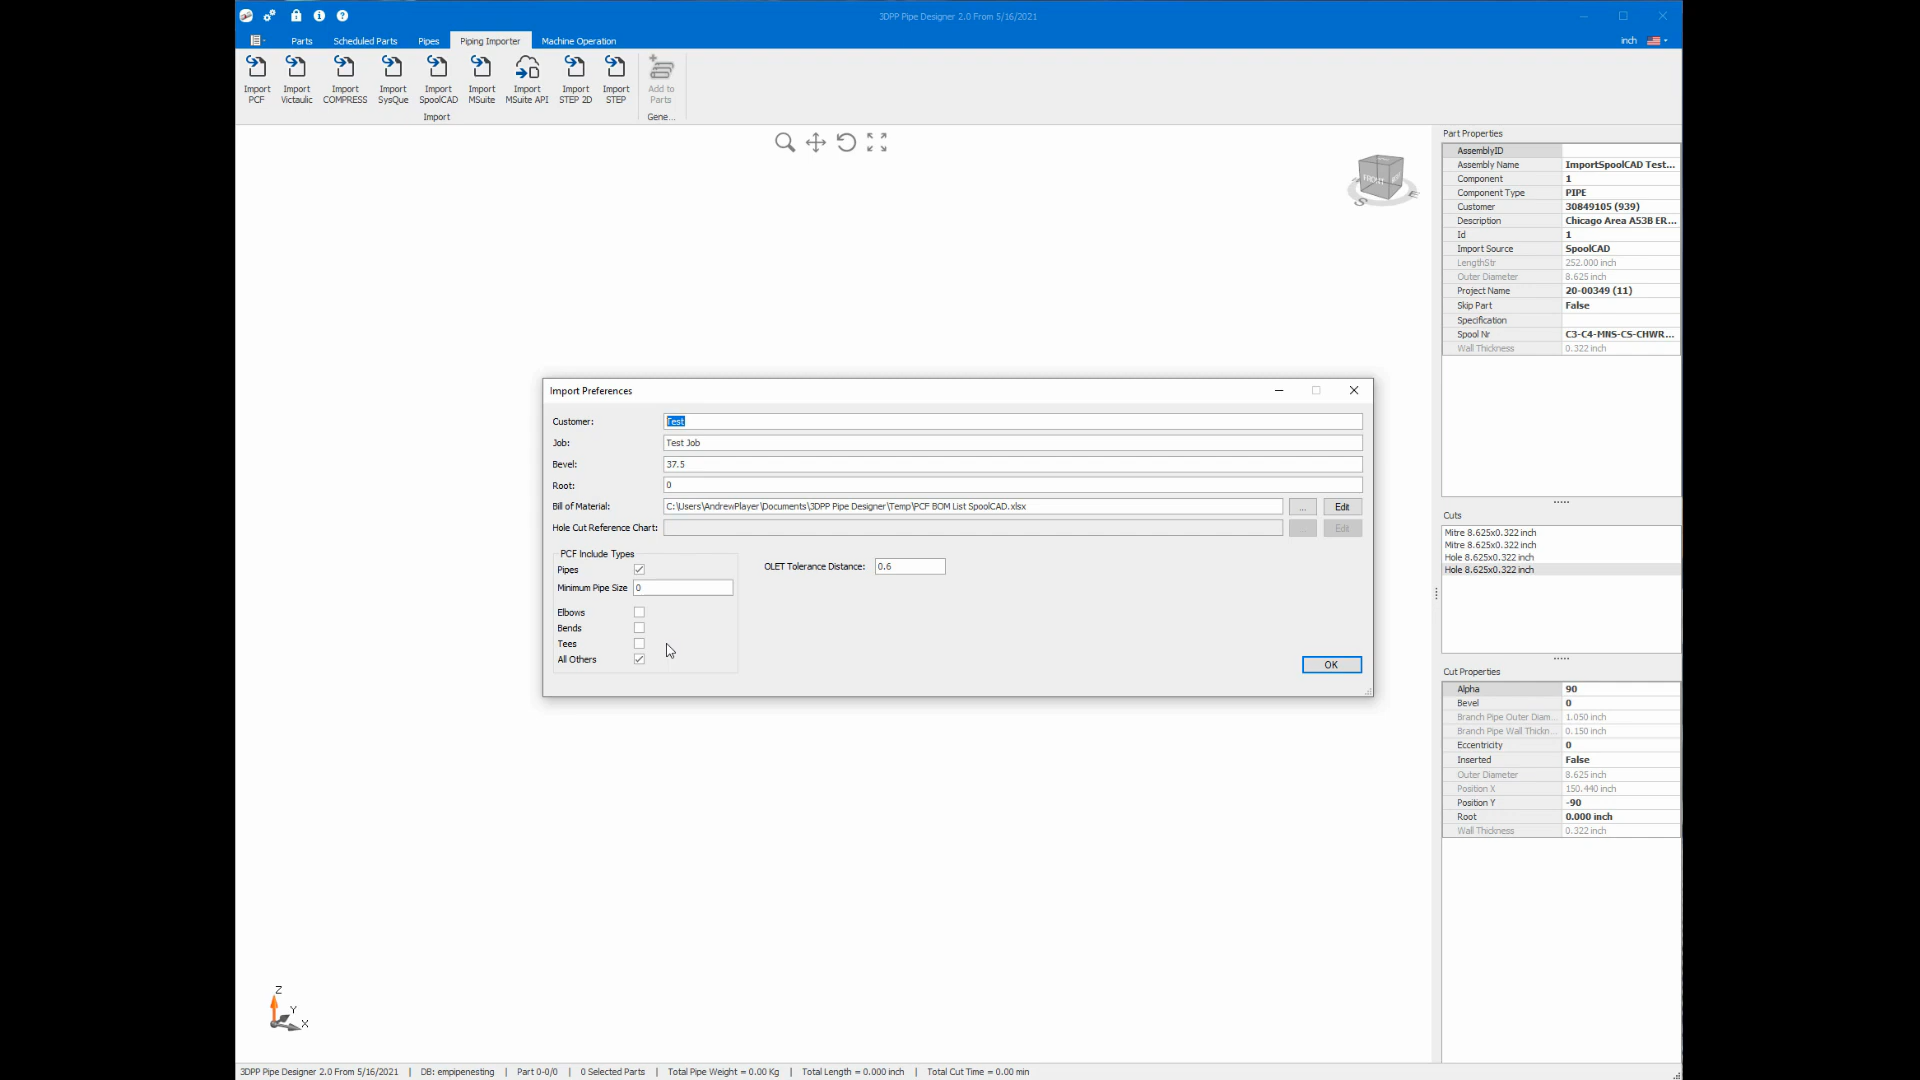 3DPP Pipe Designer 2.0 From 5/16/2021
Parts
Scheduled Parts
Pipes
Piping Importer
Machine Operation
inch
Import PCF
Import Victaulic
Import COMPRESS
Import SysQue
Import SpoolCAD
Import MSuite
Import MSuite API
Import STEP 2D
Import STEP
Add to Parts
Import
Gene...
FRONT
S
E
Part Properties
AssemblyID
Assembly Name ImportSpoolCAD Test...
Component 1
Component Type PIPE
Customer 30849105 (939)
Description Chicago Area A53B ER...
Id 1
Import Source SpoolCAD
LengthStr 252.000 inch
Outer Diameter 8.625 inch
Project Name 20-00349 (11)
Skip Part False
Specification
Spool Nr C3-C4-MNS-CS-CHWR...
Wall Thickness 0.322 inch
Import Preferences
Customer: Test
Job: Test Job
Bevel: 37.5
Root: 0
Bill of Material: C:\Users\AndrewPlayer\Documents\3DPP Pipe Designer\Temp\PCF BOM List SpoolCAD.xlsx ... Edit
Hole Cut Reference Chart: ... Edit
PCF Include Types
Pipes
OLET Tolerance Distance: 0.6
Minimum Pipe Size 0
Elbows
Bends
Tees
All Others
OK
Cuts
Mitre 8.625x0.322 inch
Mitre 8.625x0.322 inch
Hole 8.625x0.322 inch
Hole 8.625x0.322 inch
Cut Properties
Alpha 90
Bevel 0
Branch Pipe Outer Diam... 1.050 inch
Branch Pipe Wall Thickn... 0.150 inch
Eccentricity 0
Inserted False
Outer Diameter 8.625 inch
Position X 150.440 inch
Position Y -90
Root 0.000 inch
Wall Thickness 0.322 inch
Z
Y
X
3DPP Pipe Designer 2.0 From 5/16/2021 | DB: empipenesting | Part 0-0/0 | 0 Selected Parts | Total Pipe Weight = 0.00 Kg | Total Length = 0.000 inch | Total Cut Time = 0.00 min